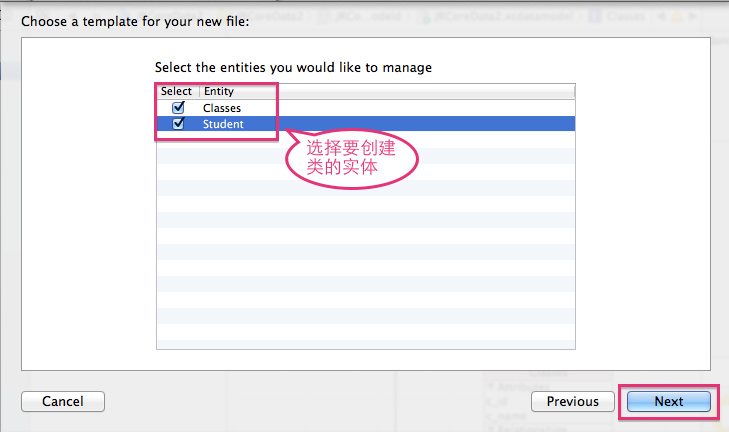 Choose a template for your new file:
Select the entities you would like to manage
Select Entity
Classes
Student
选择要创建
类的实体
Cancel
Previous
Next